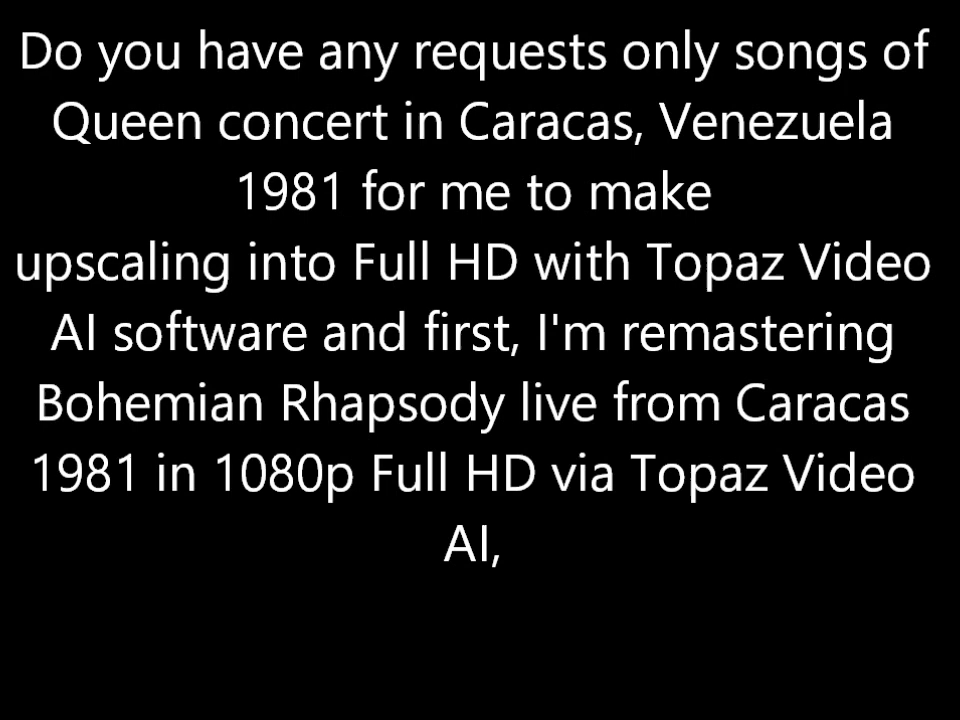 Do you have any requests only songs of
Queen concert in Caracas, Venezuela
1981 for me to make
upscaling into Full HD with Topaz Video
AI software and first, I'm remastering
Bohemian Rhapsody live from Caracas
1981 in 1080p Full HD via Topaz Video
AI,